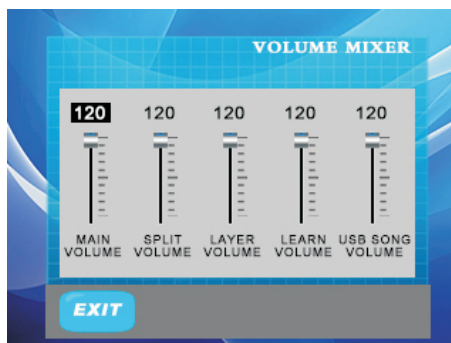 VOLUME MIXER
120 120 120 120 120
MAIN VOLUME SPLIT VOLUME LAYER VOLUME LEARN VOLUME USB SONG VOLUME
EXIT